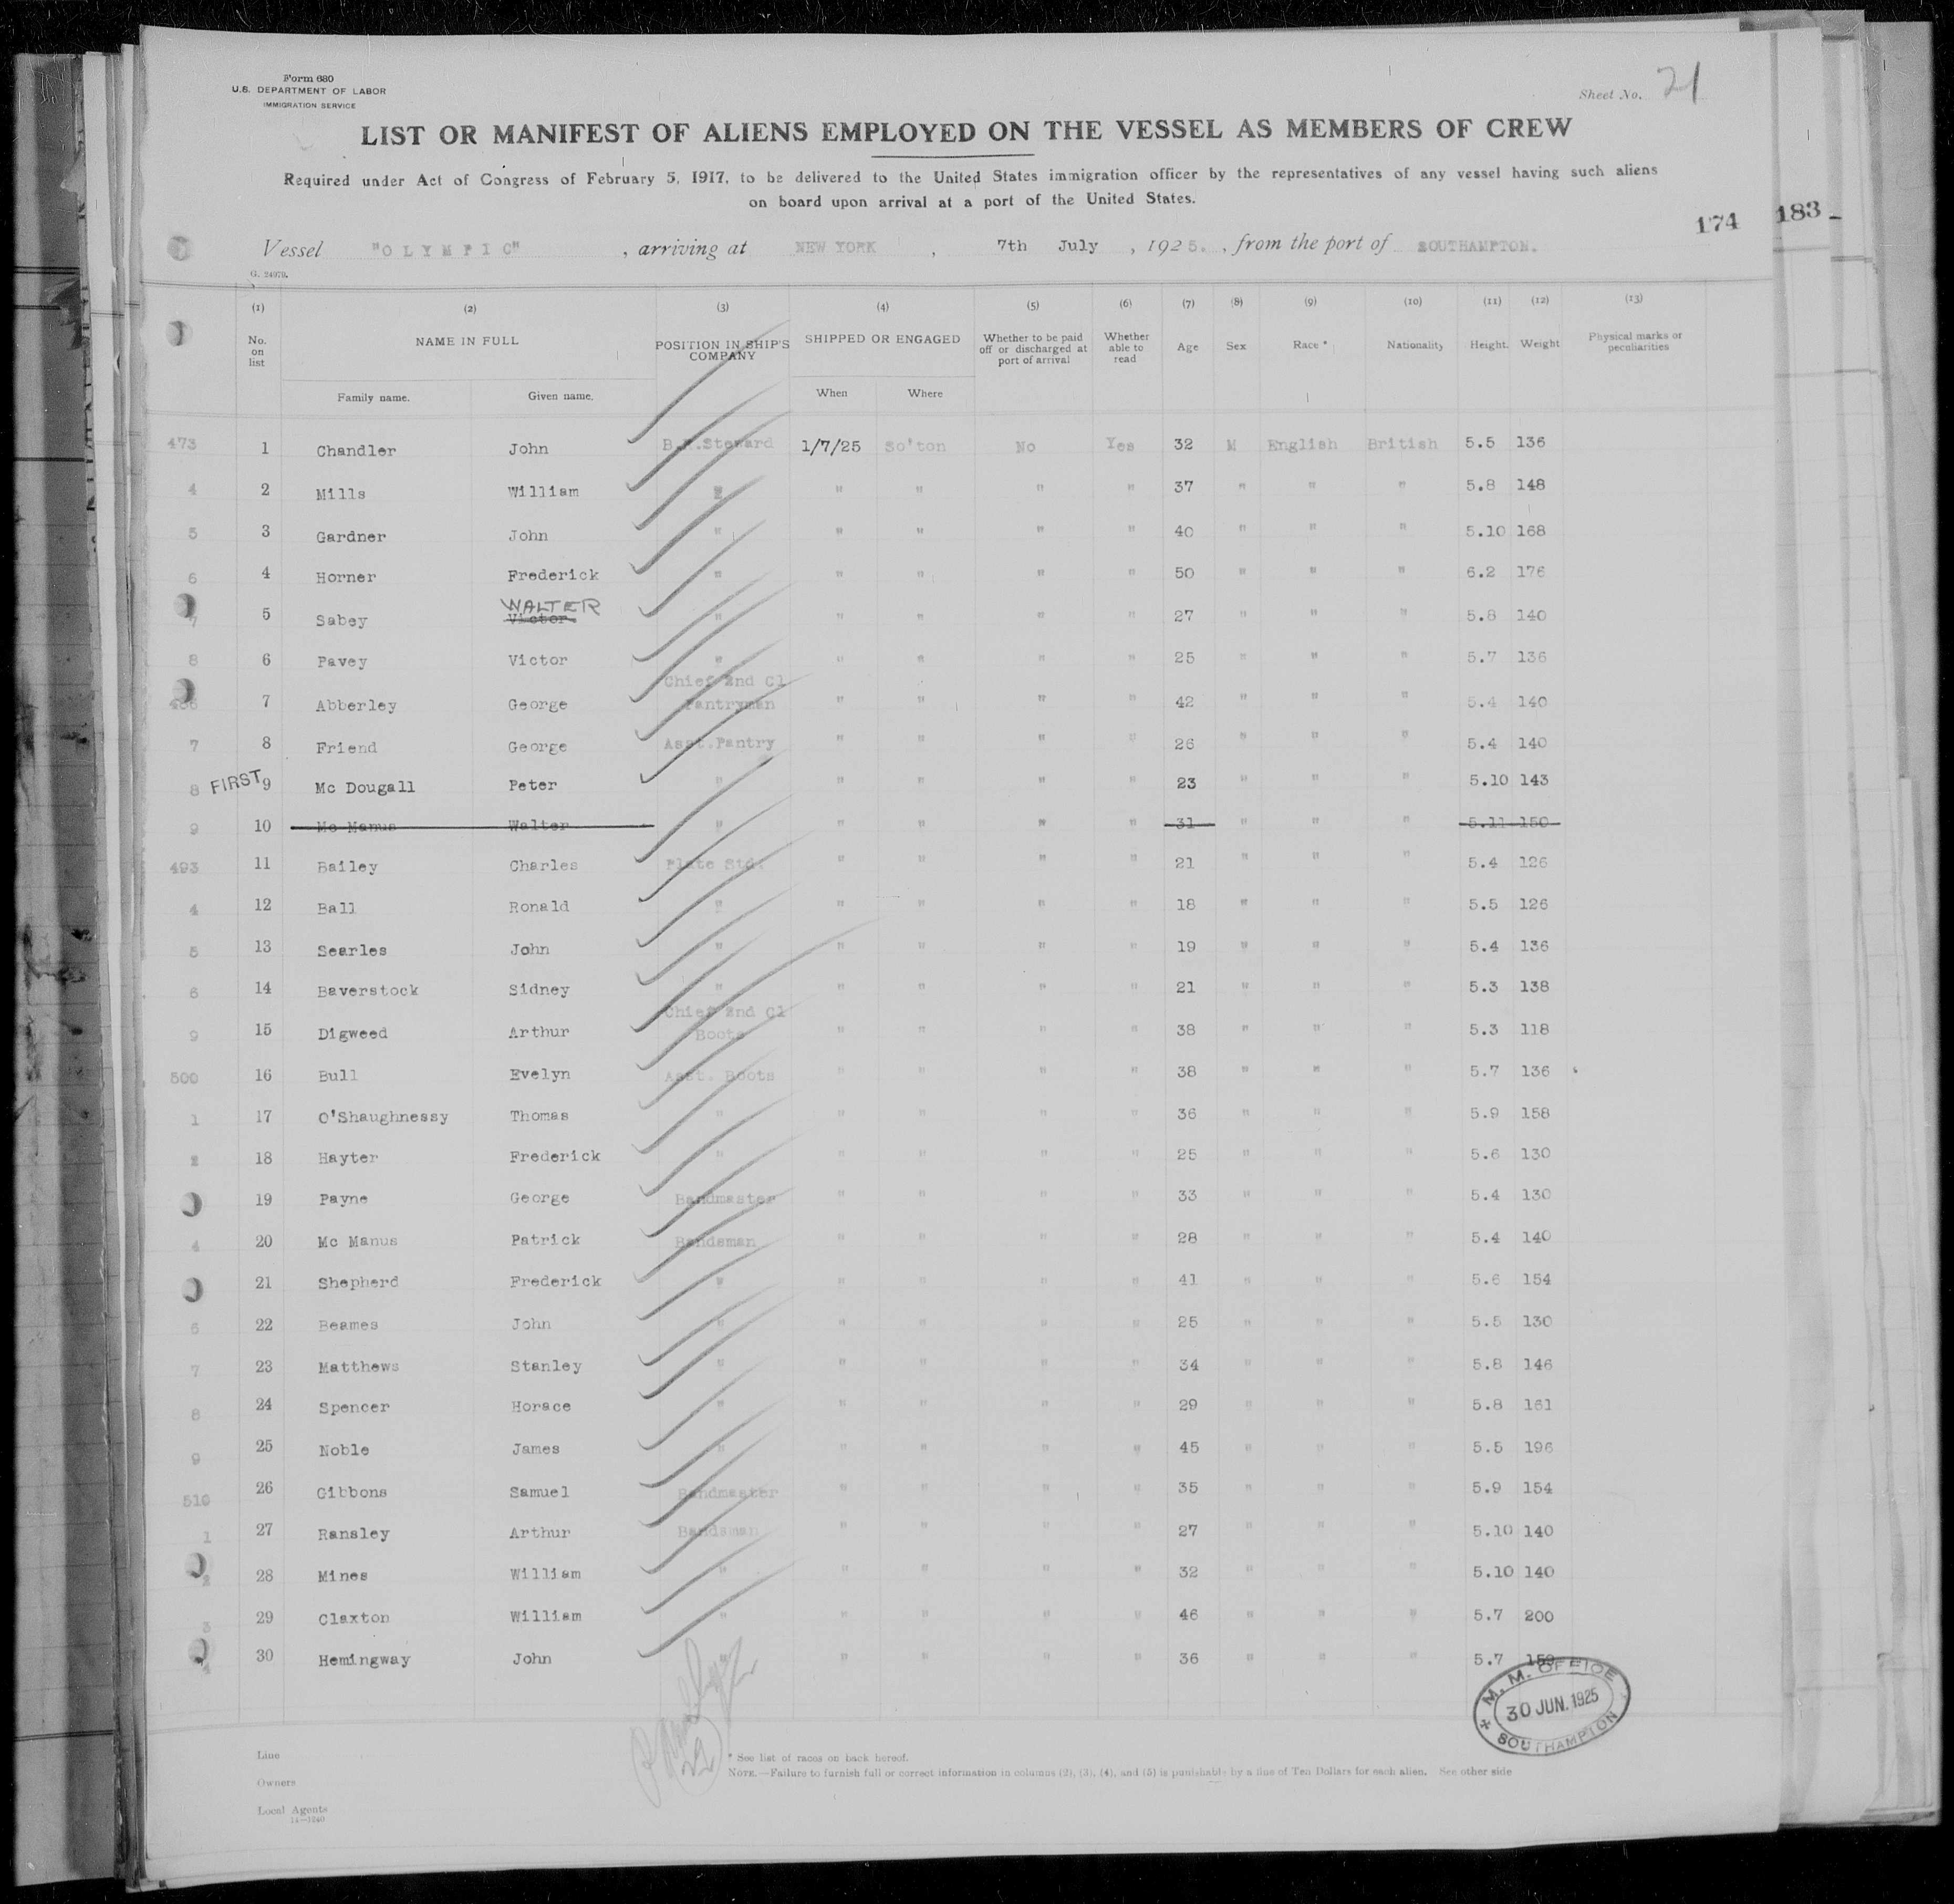 Form 680
U.S. DEPARTMENT OF LABOR
IMMIGRATION SERVICE
Sheet No. 21
LIST OR MANIFEST OF ALIENS EMPLOYED ON THE VESSEL AS MEMBERS OF CREW
Required under Act of Congress of February 5, 1917, to be delivered to the United States immigration officer by the representatives of any vessel having such aliens
on board upon arrival at a port of the United States.
174 183
Vessel "OLYMPIC" , arriving at NEW YORK , 7th July , 1925. , from the port of SOUTHAMPTON.
G. 24979.
(1) (2) (3) (4) (5) (6) (7) (8) (9) (10) (11) (12) (13)
No. on list NAME IN FULL POSITION IN SHIP'S COMPANY SHIPPED OR ENGAGED Whether to be paid off or discharged at port of arrival Whether able to read Age Sex Race * Nationality Height. Weight Physical marks or peculiarities
Family name. Given name. When Where
473 1 Chandler John Steward 1/7/25 So'ton No Yes 32 M English British 5.5 136
4 2 Mills William " " " " " 37 " " " 5.8 148
5 3 Gardner John " " " " " 40 " " " 5.10 168
6 4 Horner Frederick " " " " " 50 " " " 6.2 176
WALTER
7 5 Sabey Victor " " " " " 27 " " " 5.8 140
8 6 Pavey Victor " " " " " 25 " " " 5.7 136
Chief 2nd Cl
486 7 Abberley George Pantryman " " " " 42 " " " 5.4 140
7 8 Friend George Asst.Pantry " " " " 26 " " " 5.4 140
8 FIRST 9 Mc Dougall Peter " " " " " 23 " " " 5.10 143
9 10 Mc Manus Walter " " " " " 31 " " " 5.11 150
493 11 Bailey Charles Plate Std. " " " " 21 " " " 5.4 126
4 12 Ball Ronald " " " " " 18 " " " 5.5 126
5 13 Searles John " " " " " 19 " " " 5.4 136
6 14 Baverstock Sidney " " " " " 21 " " " 5.3 138
Chief 2nd Cl
9 15 Digweed Arthur Boots " " " " 38 " " " 5.3 118
500 16 Bull Evelyn Asst. Boots " " " " 38 " " " 5.7 136
1 17 O'Shaughnessy Thomas " " " " " 36 " " " 5.9 158
2 18 Hayter Frederick " " " " " 25 " " " 5.6 130
19 Payne George Bandmaster " " " " 33 " " " 5.4 130
4 20 Mc Manus Patrick Bandsman " " " " 28 " " " 5.4 140
21 Shepherd Frederick " " " " " 41 " " " 5.6 154
6 22 Beames John " " " " " 25 " " " 5.5 130
7 23 Matthews Stanley " " " " " 34 " " " 5.8 146
8 24 Spencer Horace " " " " " 29 " " " 5.8 161
9 25 Noble James " " " " " 45 " " " 5.5 196
510 26 Gibbons Samuel Bandmaster " " " " 35 " " " 5.9 154
1 27 Ransley Arthur Bandsman " " " " 27 " " " 5.10 140
2 28 Mines William " " " " " 32 " " " 5.10 140
3 29 Claxton William " " " " " 46 " " " 5.7 200
4 30 Hemingway John " " " " " 36 " " " 5.7
M. M. OFFICE
30 JUN. 1925
SOUTHAMPTON
29
Line
Owners
Local Agents
14—1240
* See list of races on back hereof.
NOTE.—Failure to furnish full or correct information in columns (2), (3), (4), and (5) is punishable by a fine of Ten Dollars for each alien. See other side